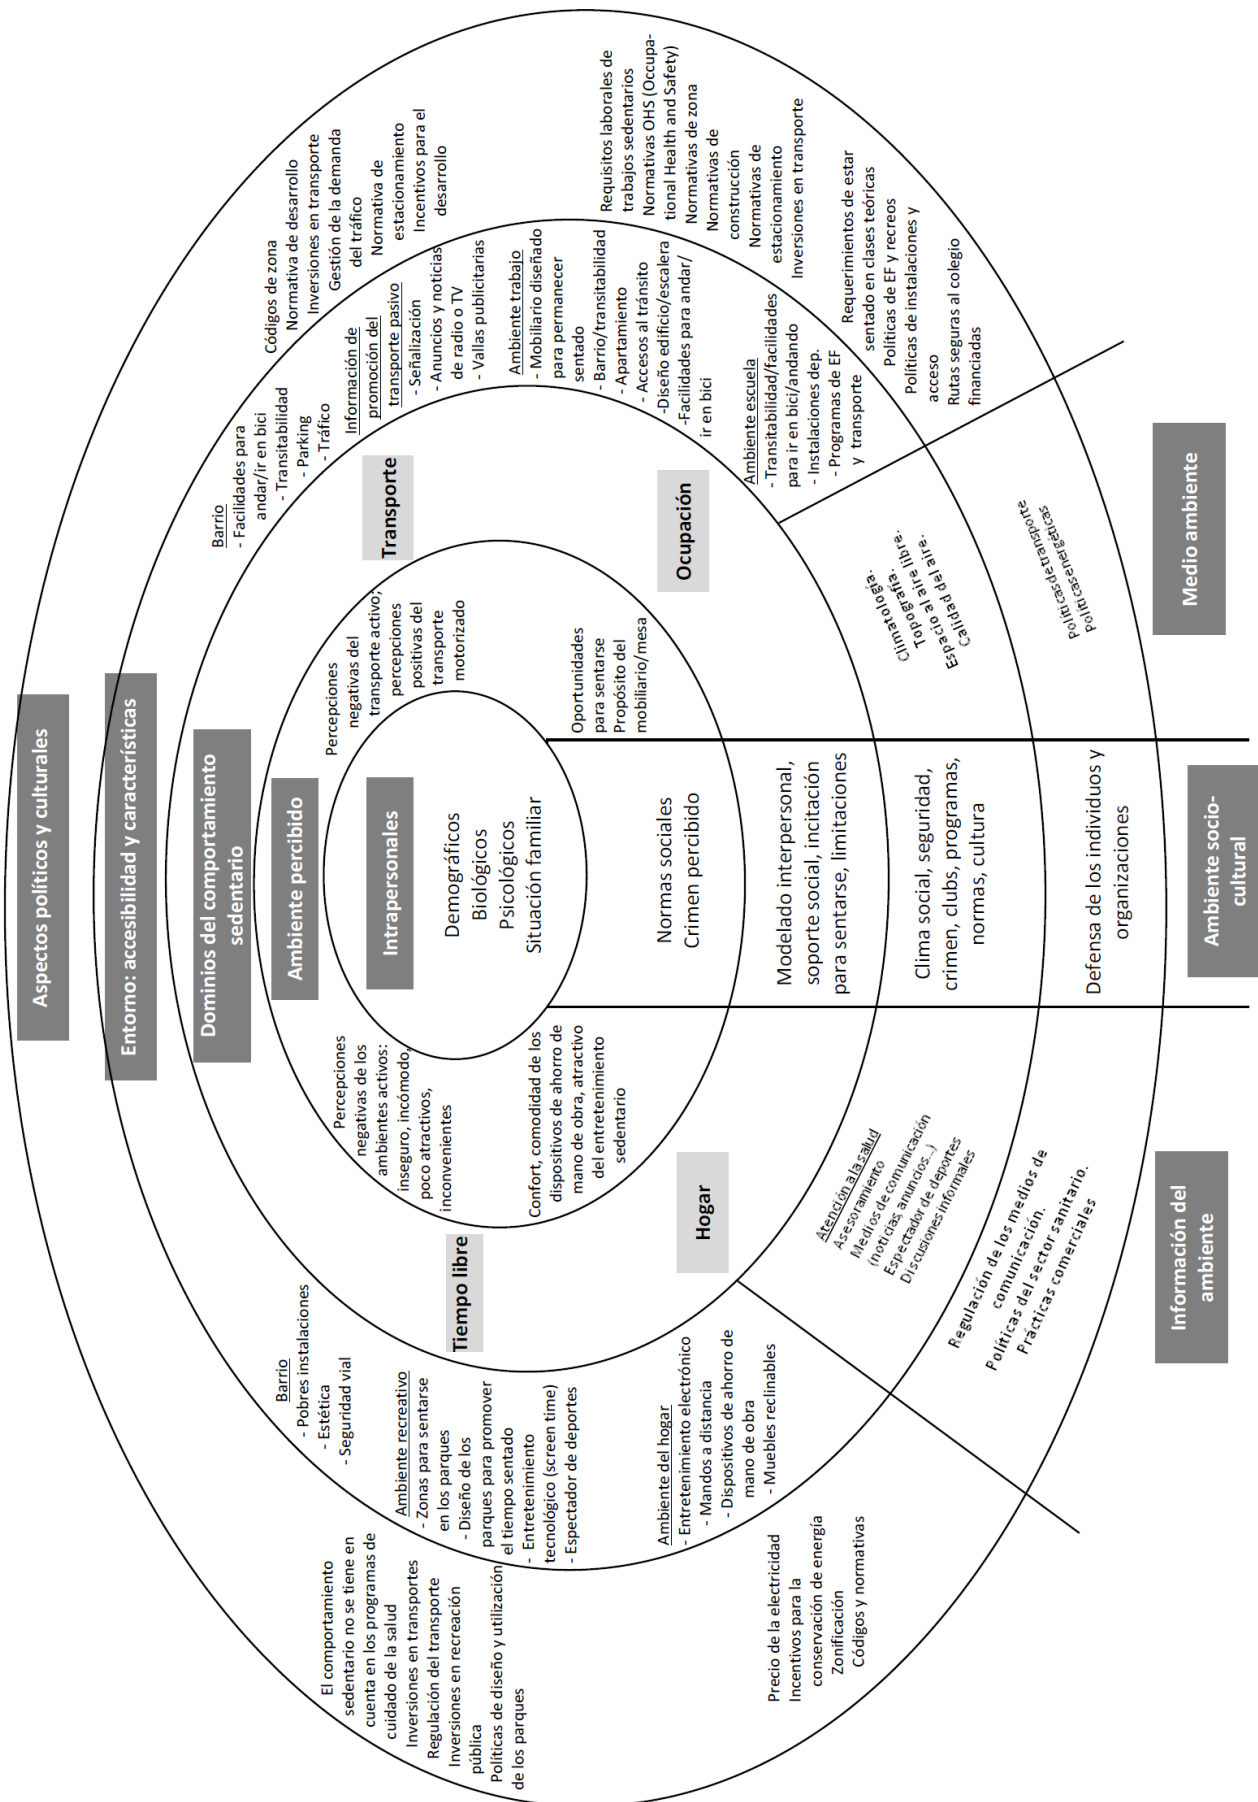 Aspectos políticos y culturales
Entorno: accesibilidad y características
Dominios del comportamiento
sedentario
Ambiente percibido
Intrapersonales
Demográficos
Biológicos
Psicológicos
Situación familiar
Percepciones
negativas de los
ambientes activos:
inseguro, incómodo,
poco atractivos,
inconvenientes
Percepciones
negativas del
transporte activo;
percepciones
positivas del
transporte
motorizado
Confort, comodidad de los
dispositivos de ahorro de
mano de obra, atractivo
del entretenimiento
sedentario
Normas sociales
Crimen percibido
Oportunidades
para sentarse
Propósito del
mobiliario/mesa
Tiempo libre
Transporte
Hogar
Ocupación
Modelado interpersonal,
soporte social, incitación
para sentarse, limitaciones
Barrio
- Pobres instalaciones
- Estética
- Seguridad vial
Ambiente recreativo
- Zonas para sentarse
en los parques
- Diseño de los
parques para promover
el tiempo sentado
- Entretenimiento
tecnológico (screen time)
- Espectador de deportes
Ambiente del hogar
- Entretenimiento electrónico
- Mandos a distancia
- Dispositivos de ahorro de
mano de obra
- Muebles reclinables
Barrio
- Facilidades para
andar/ir en bici
- Transitabilidad
- Parking
- Tráfico
Información de
promoción del
transporte pasivo
- Señalización
- Anuncios y noticias
de radio o TV
- Vallas publicitarias
Ambiente trabajo
- Mobiliario diseñado
para permanecer
sentado
- Barrio/transitabilidad
- Apartamento
- Accesos al tránsito
-Diseño edificio/escalera
-Facilidades para andar/
ir en bici
Ambiente escuela
- Transitabilidad/facilidades
para ir en bici/andando
- Instalaciones dep.
- Programas de EF
y transporte
Atención a la salud
Asesoramiento
Medios de comunicación
(noticias, anuncios...)
Espectador de deportes
Discusiones informales
Clima social, seguridad,
crimen, clubs, programas,
normas, cultura
Climatología.
Topografía.
Espacio al aire libre.
Calidad del aire.
El comportamiento
sedentario no se tiene en
cuenta en los programas de
cuidado de la salud
Inversiones en transportes
Regulación del transporte
Inversiones en recreación
pública
Políticas de diseño y utilización
de los parques
Precio de la electricidad
Incentivos para la
conservación de energía
Zonificación
Códigos y normativas
Códigos de zona
Normativa de desarrollo
Inversiones en transporte
Gestión de la demanda
del tráfico
Normativa de
estacionamiento
Incentivos para el
desarrollo
Requisitos laborales de
trabajos sedentarios
Normativas OHS (Occupa-
tional Health and Safety)
Normativas de zona
Normativas de
construcción
Normativas de
estacionamiento
Inversiones en transporte
Requerimientos de estar
sentado en clases teóricas
Políticas de EF y recreos
Políticas de instalaciones y
acceso
Rutas seguras al colegio
financiadas
Regulación de los medios de
comunicación.
Políticas del sector sanitario.
Prácticas comerciales
Defensa de los individuos y
organizaciones
Políticas de transporte
Políticas energéticas
Información del
ambiente
Ambiente socio-
cultural
Medio ambiente